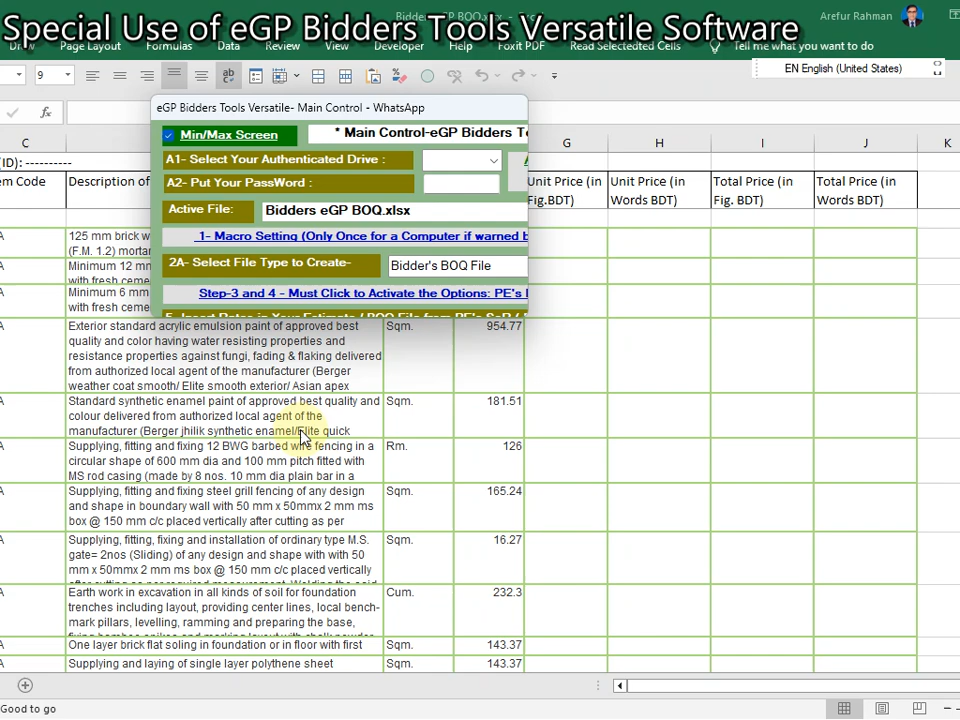 Special Use of eGP Bidders Tools Versatile Software
Arefur Rahman
Page Layout
Formulas
Data
Review
View
Developer
Help
Foxit PDF
Read Selectedted Cells
Tell me what you want to do
EN English (United States)
9
ab
fx
eGP Bidders Tools Versatile- Main Control - WhatsApp
Min/Max Screen
* Main Control-eGP Bidders To
A1- Select Your Authenticated Drive :
A2- Put Your PassWord :
Active File:
Bidders eGP BOQ.xlsx
1- Macro Setting (Only Once for a Computer if warned b
2A- Select File Type to Create-
Bidder's BOQ File
Step-3 and 4 - Must Click to Activate the Options: PE's
C
G
H
I
J
K
(ID): ----------
em Code
Description of
Unit Price (in
Fig.BDT)
Unit Price (in
Words BDT)
Total Price (in
Fig. BDT)
Total Price (in
Words BDT)
A
125 mm brick w
(F.M. 1.2) mortar
A
Minimum 12 mm
with fresh ceme
A
Minimum 6 mm
with fresh ceme
A
Exterior standard acrylic emulsion paint of approved best
quality and color having water resisting properties and
resistance properties against fungi, fading & flaking delivered
from authorized local agent of the manufacturer (Berger
weather coat smooth/ Elite smooth exterior/ Asian apex
Sqm.
954.77
A
Standard synthetic enamel paint of approved best quality and
colour delivered from authorized local agent of the
manufacturer (Berger jhilik synthetic enamel/Elite quick
Sqm.
181.51
A
Supplying, fitting and fixing 12 BWG barbed wire fencing in a
circular shape of 600 mm dia and 100 mm pitch fitted with
MS rod casing (made by 8 nos. 10 mm dia plain bar in a
Rm.
126
A
Supplying, fitting and fixing steel grill fencing of any design
and shape in boundary wall with 50 mm x 50mmx 2 mm ms
box @ 150 mm c/c placed vertically after cutting as per
Sqm.
165.24
A
Supplying, fitting, fixing and installation of ordinary type M.S.
gate= 2nos (Sliding) of any design and shape with with 50
mm x 50mmx 2 mm ms box @ 150 mm c/c placed vertically
Sqm.
16.27
A
Earth work in excavation in all kinds of soil for foundation
trenches including layout, providing center lines, local bench-
mark pillars, levelling, ramming and preparing the base,
Cum.
232.3
A
One layer brick flat soling in foundation or in floor with first
Sqm.
143.37
A
Supplying and laying of single layer polythene sheet
Sqm.
143.37
Good to go